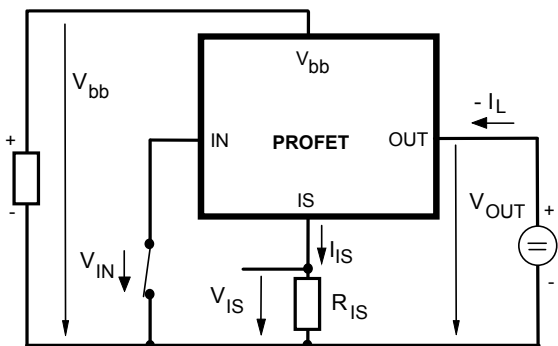 V_bb
V_bb
- I_L
IN
PROFET
OUT
+
IS
V_OUT
+
-
V_IN
I_IS
V_IS
R_IS
-